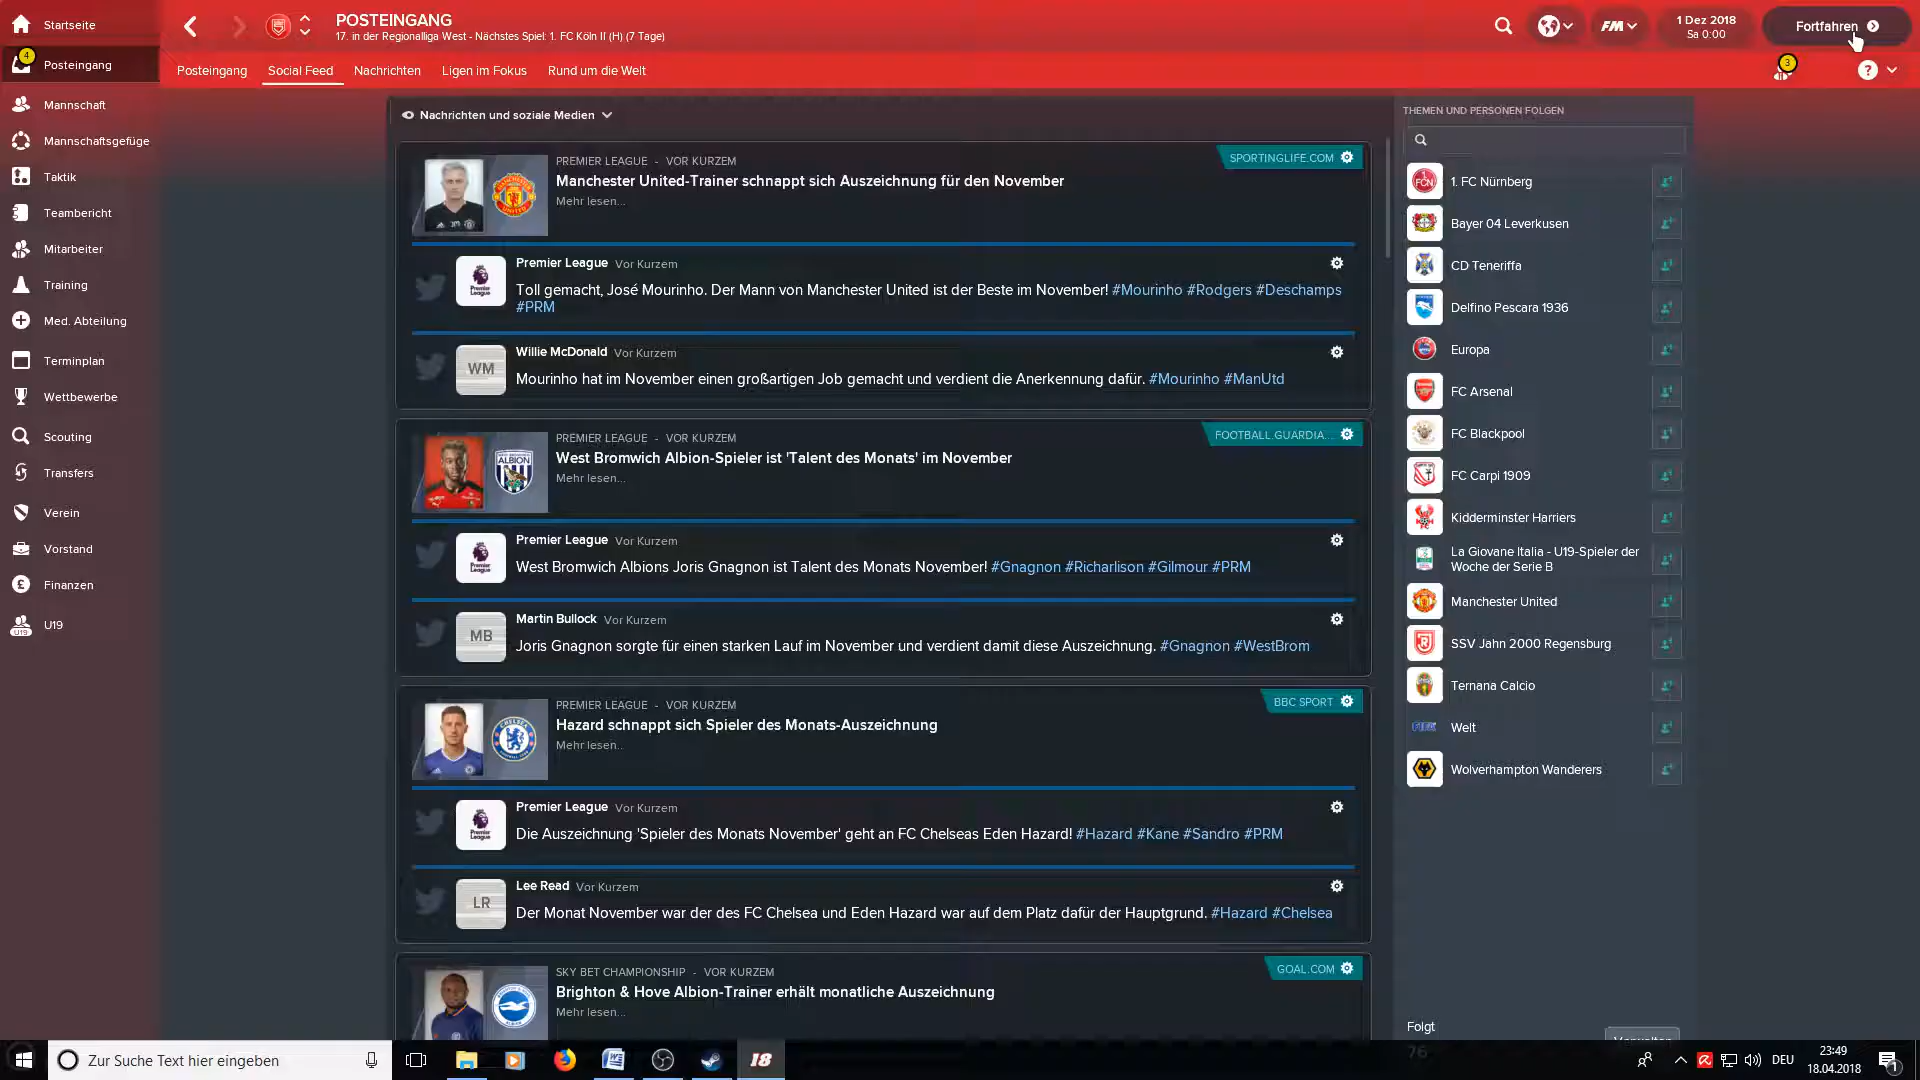 Startseite
4
Posteingang
Mannschaft
Mannschaftsgefüge
Taktik
Teambericht
Mitarbeiter
Training
Med. Abteilung
Terminplan
Wettbewerbe
Scouting
Transfers
Verein
Vorstand
Finanzen
U19
U19
POSTEINGANG
17. in der Regionalliga West - Nächstes Spiel: 1. FC Köln II (H) (7 Tage)
FM
1 Dez 2018
Sa 0:00
Fortfahren
Posteingang
Social Feed
Nachrichten
Ligen im Fokus
Rund um die Welt
3
?
Nachrichten und soziale Medien
PREMIER LEAGUE - VOR KURZEM
SPORTINGLIFE.COM
Manchester United-Trainer schnappt sich Auszeichnung für den November
Mehr lesen...
Premier League Vor Kurzem
Toll gemacht, José Mourinho. Der Mann von Manchester United ist der Beste im November! #Mourinho #Rodgers #Deschamps
#PRM
WM
Willie McDonald Vor Kurzem
Mourinho hat im November einen großartigen Job gemacht und verdient die Anerkennung dafür. #Mourinho #ManUtd
PREMIER LEAGUE - VOR KURZEM
FOOTBALL.GUARDIA...
West Bromwich Albion-Spieler ist 'Talent des Monats' im November
Mehr lesen...
Premier League Vor Kurzem
West Bromwich Albions Joris Gnagnon ist Talent des Monats November! #Gnagnon #Richarlison #Gilmour #PRM
MB
Martin Bullock Vor Kurzem
Joris Gnagnon sorgte für einen starken Lauf im November und verdient damit diese Auszeichnung. #Gnagnon #WestBrom
PREMIER LEAGUE - VOR KURZEM
BBC SPORT
Hazard schnappt sich Spieler des Monats-Auszeichnung
Mehr lesen..
Premier League Vor Kurzem
Die Auszeichnung 'Spieler des Monats November' geht an FC Chelseas Eden Hazard! #Hazard #Kane #Sandro #PRM
LR
Lee Read Vor Kurzem
Der Monat November war der des FC Chelsea und Eden Hazard war auf dem Platz dafür der Hauptgrund. #Hazard #Chelsea
SKY BET CHAMPIONSHIP - VOR KURZEM
GOAL.COM
Brighton & Hove Albion-Trainer erhält monatliche Auszeichnung
Mehr lesen...
THEMEN UND PERSONEN FOLGEN
1. FC Nürnberg
Bayer 04 Leverkusen
CD Teneriffa
Delfino Pescara 1936
Europa
FC Arsenal
FC Blackpool
FC Carpi 1909
Kidderminster Harriers
La Giovane Italia - U19-Spieler der
Woche der Serie B
Manchester United
SSV Jahn 2000 Regensburg
Ternana Calcio
Welt
Wolverhampton Wanderers
Folgt
76
Verwalten
Zur Suche Text hier eingeben
18
DEU
23:49
18.04.2018
1